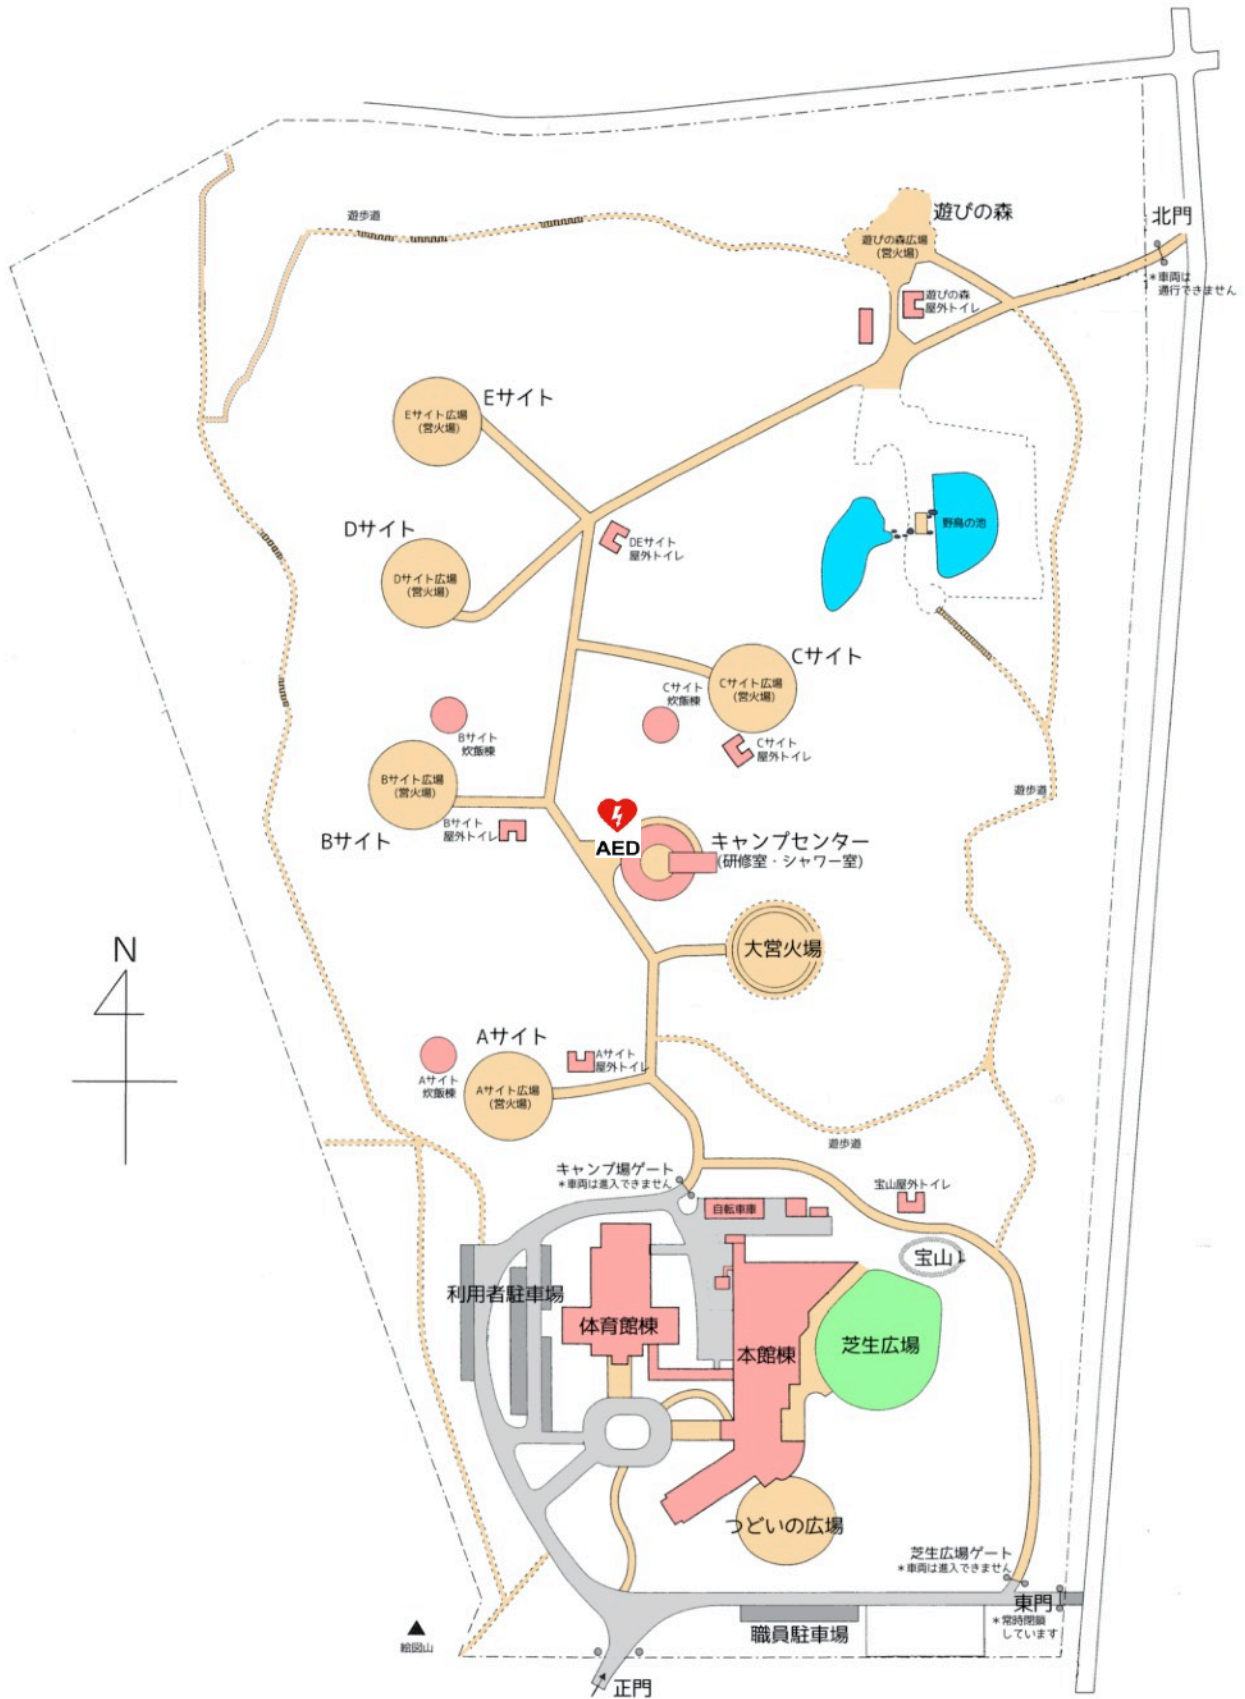 遊歩道
遊びの森
北門
遊びの森広場
(営火場)
*車両は
通行できません
遊びの森
屋外トイレ
Eサイト
Eサイト広場
(営火場)
Dサイト
DEサイト
屋外トイレ
野鳥の池
Dサイト広場
(営火場)
Cサイト
Cサイト広場
(営火場)
Cサイト
炊飯棟
Bサイト
炊飯棟
Cサイト
屋外トイレ
Bサイト広場
(営火場)
遊歩道
Bサイト
Bサイト
屋外トイレ
AED
キャンプセンター
(研修室・シャワー室)
大営火場
N
Aサイト
Aサイト
屋外トイレ
Aサイト
炊飯棟
Aサイト広場
(営火場)
遊歩道
キャンプ場ゲート
*車両は進入できません
宝山屋外トイレ
自転車庫
宝山
利用者駐車場
体育館棟
本館棟
芝生広場
つどいの広場
芝生広場ゲート
*車両は進入できません
東門
*常時閉鎖
しています
職員駐車場
絵図山
正門